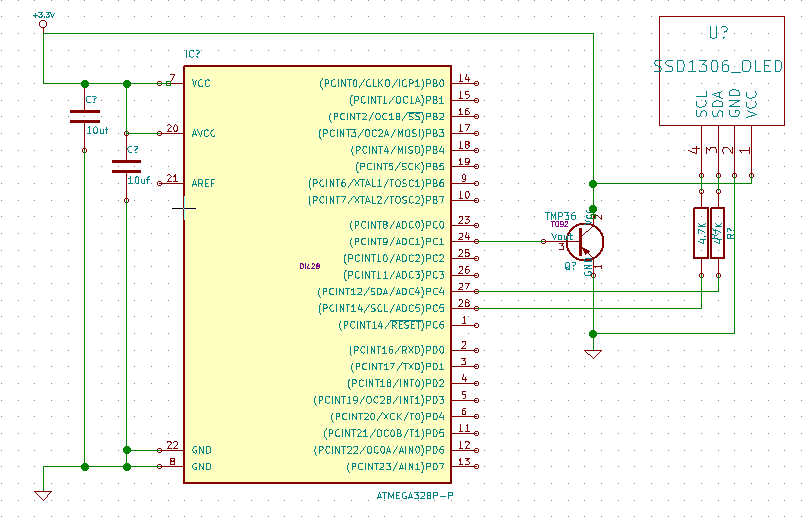 +3.3V
IC?
7 VCC
20 AVCC
21 AREF
22 GND
8 GND
C?
10uf
C?
10uf
DIL28
(PCINT0/CLKO/ICP1)PB0 14
(PCINT1/OC1A)PB1 15
(PCINT2/OC1B/SS)PB2 16
(PCINT3/OC2A/MOSI)PB3 17
(PCINT4/MISO)PB4 18
(PCINT5/SCK)PB5 19
(PCINT6/XTAL1/TOSC1)PB6 9
(PCINT7/XTAL2/TOSC2)PB7 10
(PCINT8/ADC0)PC0 23
(PCINT9/ADC1)PC1 24
(PCINT10/ADC2)PC2 25
(PCINT11/ADC3)PC3 26
(PCINT12/SDA/ADC4)PC4 27
(PCINT14/SCL/ADC5)PC5 28
(PCINT14/RESET)PC6 1
(PCINT16/RXD)PD0 2
(PCINT17/TXD)PD1 3
(PCINT18/INT0)PD2 4
(PCINT19/OC2B/INT1)PD3 5
(PCINT20/XCK/T0)PD4 6
(PCINT21/OC0B/T1)PD5 11
(PCINT22/OC0A/AIN0)PD6 12
(PCINT23/AIN1)PD7 13
ATMEGA328P-P
TMP36
TO92
Vout
3
VCC
2
GND
1
Q?
U?
SSD1306_OLED
SCL
SDA
GND
VCC
4
3
2
1
4.7K
4.7K
R?